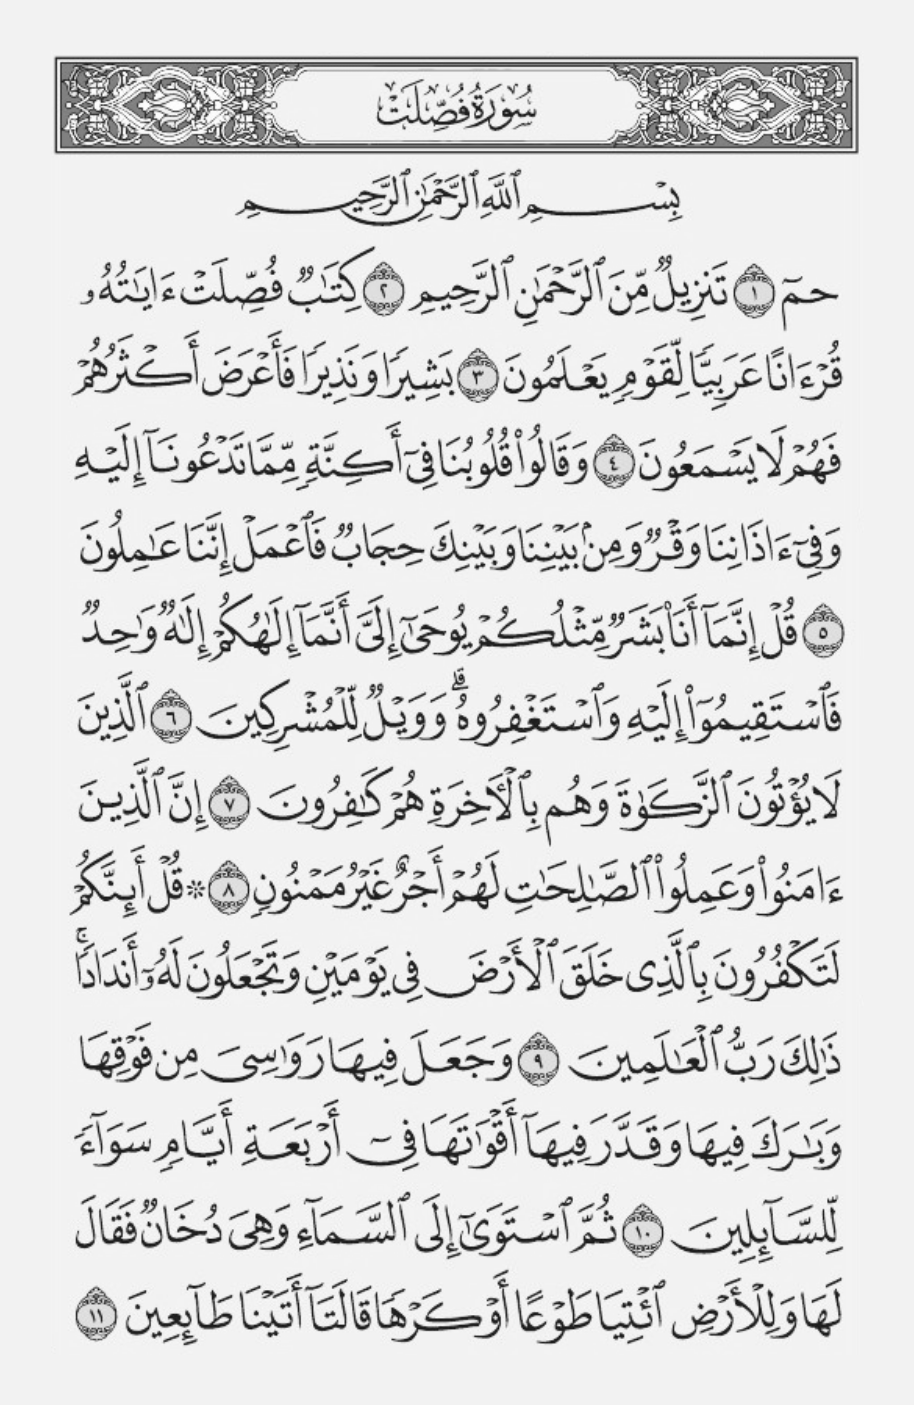 سُورَةُ فُصِّلَتْ
بِسْمِ ٱللَّهِ ٱلرَّحْمَٰنِ ٱلرَّحِيمِ
حمٓ ١ تَنزِيلٌ مِّنَ ٱلرَّحْمَٰنِ ٱلرَّحِيمِ ٢ كِتَٰبٌ فُصِّلَتْ ءَايَٰتُهُۥ
قُرْءَانًا عَرَبِيًّا لِّقَوْمٍ يَعْلَمُونَ ٣ بَشِيرًا وَنَذِيرًا فَأَعْرَضَ أَكْثَرُهُمْ
فَهُمْ لَا يَسْمَعُونَ ٤ وَقَالُوا۟ قُلُوبُنَا فِىٓ أَكِنَّةٍ مِّمَّا تَدْعُونَآ إِلَيْهِ
وَفِىٓ ءَاذَانِنَا وَقْرٌ وَمِنۢ بَيْنِنَا وَبَيْنِكَ حِجَابٌ فَٱعْمَلْ إِنَّنَا عَٰمِلُونَ
٥ قُلْ إِنَّمَآ أَنَا۠ بَشَرٌ مِّثْلُكُمْ يُوحَىٰٓ إِلَىَّ أَنَّمَآ إِلَٰهُكُمْ إِلَٰهٌ وَٰحِدٌ
فَٱسْتَقِيمُوٓا۟ إِلَيْهِ وَٱسْتَغْفِرُوهُ ۗ وَوَيْلٌ لِّلْمُشْرِكِينَ ٦ ٱلَّذِينَ
لَا يُؤْتُونَ ٱلزَّكَوٰةَ وَهُم بِٱلْءَاخِرَةِ هُمْ كَٰفِرُونَ ٧ إِنَّ ٱلَّذِينَ
ءَامَنُوا۟ وَعَمِلُوا۟ ٱلصَّٰلِحَٰتِ لَهُمْ أَجْرٌ غَيْرُ مَمْنُونٍ ٨ ۞ قُلْ أَئِنَّكُمْ
لَتَكْفُرُونَ بِٱلَّذِى خَلَقَ ٱلْأَرْضَ فِى يَوْمَيْنِ وَتَجْعَلُونَ لَهُۥٓ أَندَادًا ۚ
ذَٰلِكَ رَبُّ ٱلْعَٰلَمِينَ ٩ وَجَعَلَ فِيهَا رَوَٰسِىَ مِن فَوْقِهَا
وَبَٰرَكَ فِيهَا وَقَدَّرَ فِيهَآ أَقْوَٰتَهَا فِىٓ أَرْبَعَةِ أَيَّامٍ سَوَآءً
لِّلسَّآئِلِينَ ١٠ ثُمَّ ٱسْتَوَىٰٓ إِلَى ٱلسَّمَآءِ وَهِىَ دُخَانٌ فَقَالَ
لَهَا وَلِلْأَرْضِ ٱئْتِيَا طَوْعًا أَوْ كَرْهًا قَالَتَآ أَتَيْنَا طَآئِعِينَ ١١